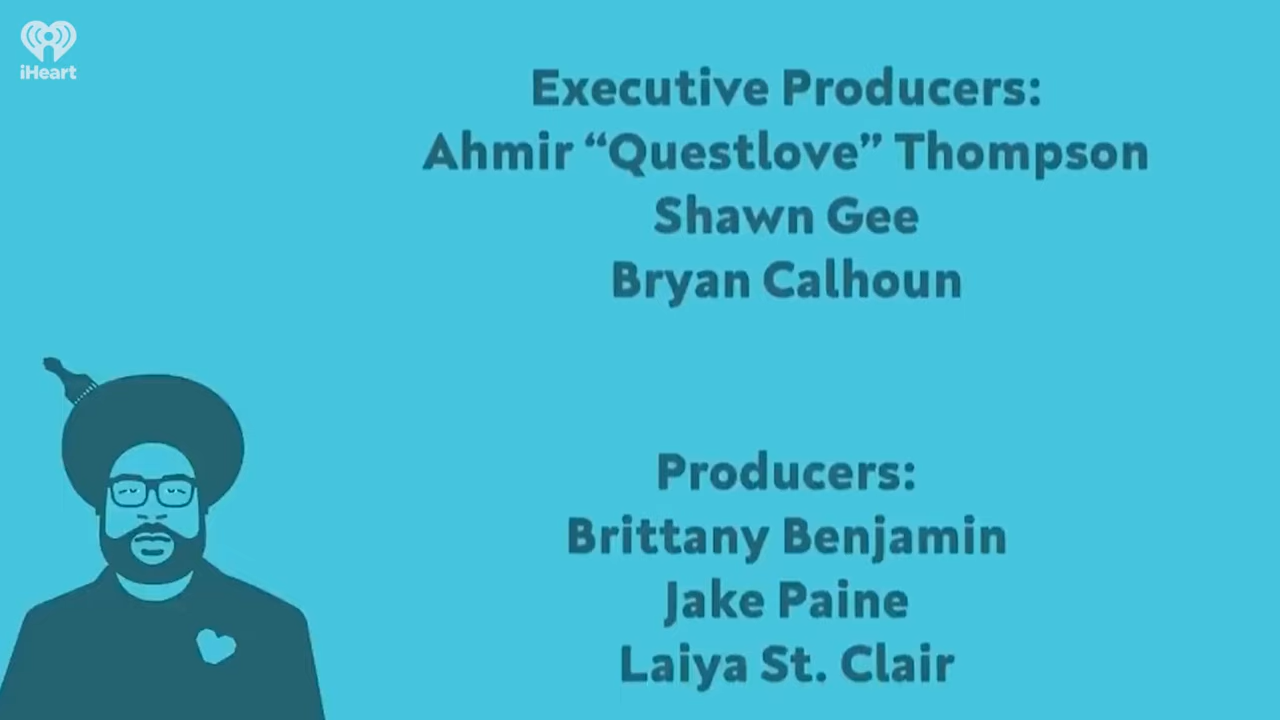 iHeart
Executive Producers:
Ahmir “Questlove” Thompson
Shawn Gee
Bryan Calhoun
Producers:
Brittany Benjamin
Jake Paine
Laiya St. Clair